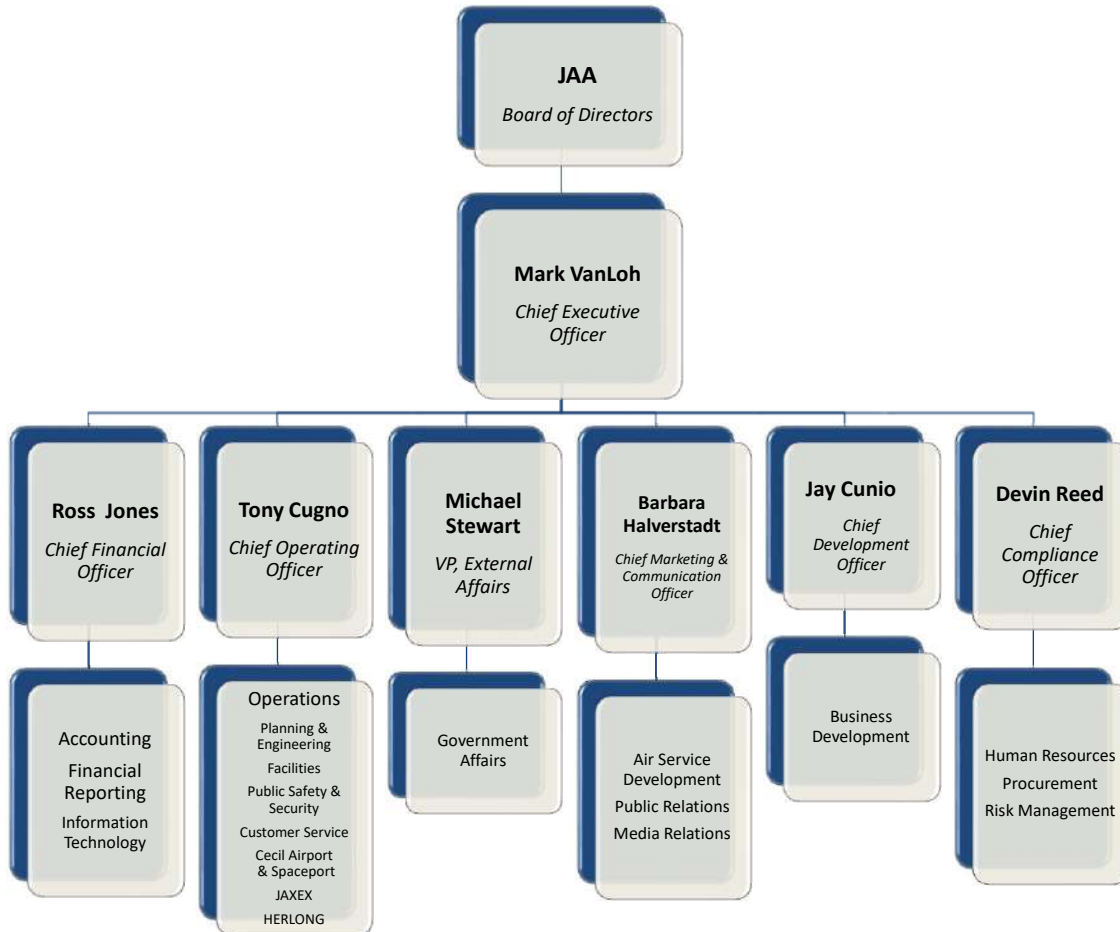 JAA
Board of Directors
Mark VanLoh
Chief Executive
Officer
Ross Jones
Chief Financial
Officer
Tony Cugno
Chief Operating
Officer
Michael
Stewart
VP, External
Affairs
Barbara
Halverstadt
Chief Marketing &
Communication
Officer
Jay Cunio
Chief
Development
Officer
Devin Reed
Chief
Compliance
Officer
Accounting
Financial
Reporting
Information
Technology
Operations
Planning &
Engineering
Facilities
Public Safety &
Security
Customer Service
Cecil Airport
& Spaceport
JAXEX
HERLONG
Government
Affairs
Air Service
Development
Public Relations
Media Relations
Business
Development
Human Resources
Procurement
Risk Management